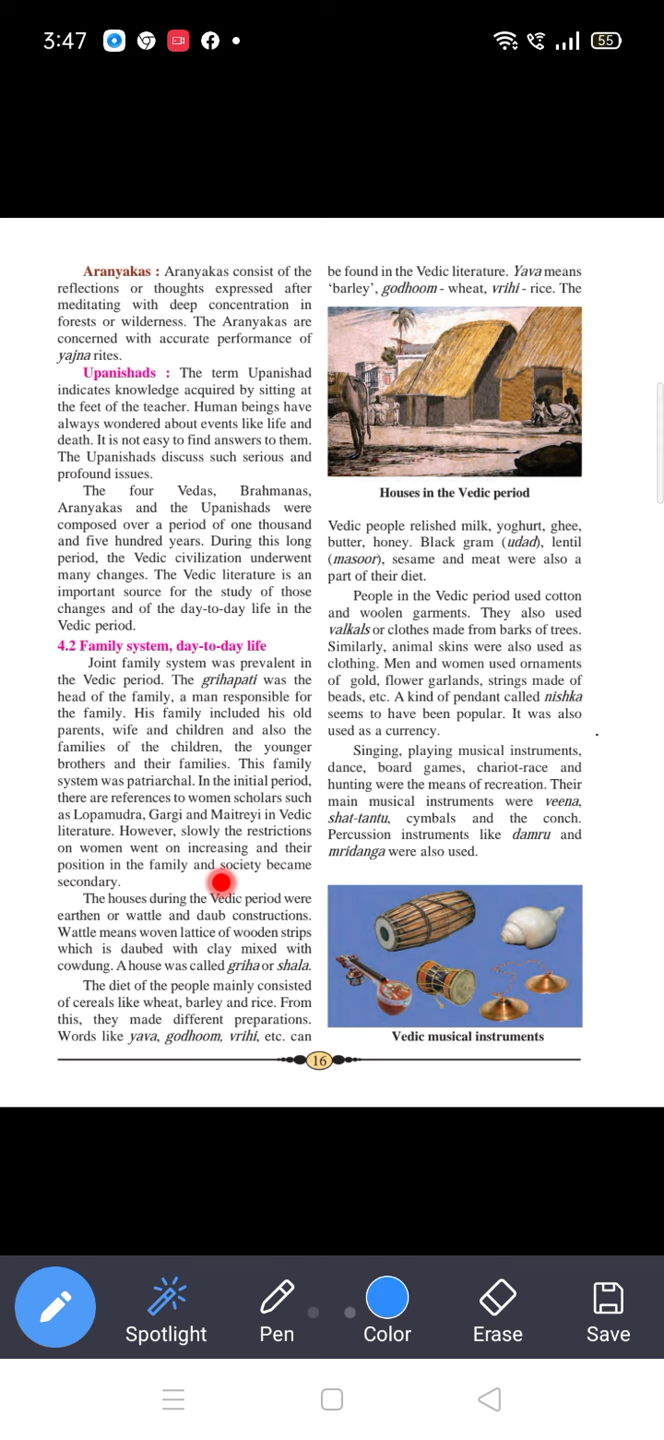 3:47
55
Aranyakas : Aranyakas consist of the
reflections or thoughts expressed after
meditating with deep concentration in
forests or wilderness. The Aranyakas are
concerned with accurate performance of
yajna rites.
Upanishads : The term Upanishad
indicates knowledge acquired by sitting at
the feet of the teacher. Human beings have
always wondered about events like life and
death. It is not easy to find answers to them.
The Upanishads discuss such serious and
profound issues.
The four Vedas, Brahmanas,
Aranyakas and the Upanishads were
composed over a period of one thousand
and five hundred years. During this long
period, the Vedic civilization underwent
many changes. The Vedic literature is an
important source for the study of those
changes and of the day-to-day life in the
Vedic period.
4.2 Family system, day-to-day life
Joint family system was prevalent in
the Vedic period. The grihapati was the
head of the family, a man responsible for
the family. His family included his old
parents, wife and children and also the
families of the children, the younger
brothers and their families. This family
system was patriarchal. In the initial period,
there are references to women scholars such
as Lopamudra, Gargi and Maitreyi in Vedic
literature. However, slowly the restrictions
on women went on increasing and their
position in the family and society became
secondary.
The houses during the Vedic period were
earthen or wattle and daub constructions.
Wattle means woven lattice of wooden strips
which is daubed with clay mixed with
cowdung. A house was called griha or shala.
The diet of the people mainly consisted
of cereals like wheat, barley and rice. From
this, they made different preparations.
Words like yava, godhoom, vrihi, etc. can
be found in the Vedic literature. Yava means
‘barley’, godhoom - wheat, vrihi - rice. The
Houses in the Vedic period
Vedic people relished milk, yoghurt, ghee,
butter, honey. Black gram (udad), lentil
(masoor), sesame and meat were also a
part of their diet.
People in the Vedic period used cotton
and woolen garments. They also used
valkals or clothes made from barks of trees.
Similarly, animal skins were also used as
clothing. Men and women used ornaments
of gold, flower garlands, strings made of
beads, etc. A kind of pendant called nishka
seems to have been popular. It was also
used as a currency.
Singing, playing musical instruments,
dance, board games, chariot-race and
hunting were the means of recreation. Their
main musical instruments were veena,
shat-tantu, cymbals and the conch.
Percussion instruments like damru and
mridanga were also used.
Vedic musical instruments
16
Spotlight
Pen
Color
Erase
Save